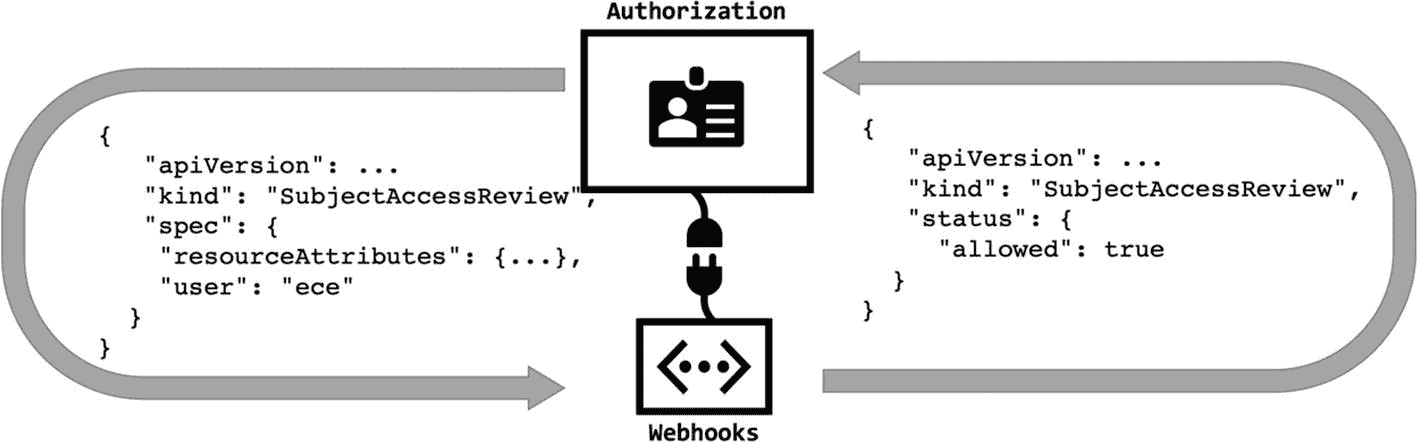 Authorization
{
"apiVersion": ...
"kind": "SubjectAccessReview",
"spec": {
"resourceAttributes": {...},
"user": "ece"
}
}
{
"apiVersion": ...
"kind": "SubjectAccessReview",
"status": {
"allowed": true
}
}
Webhooks